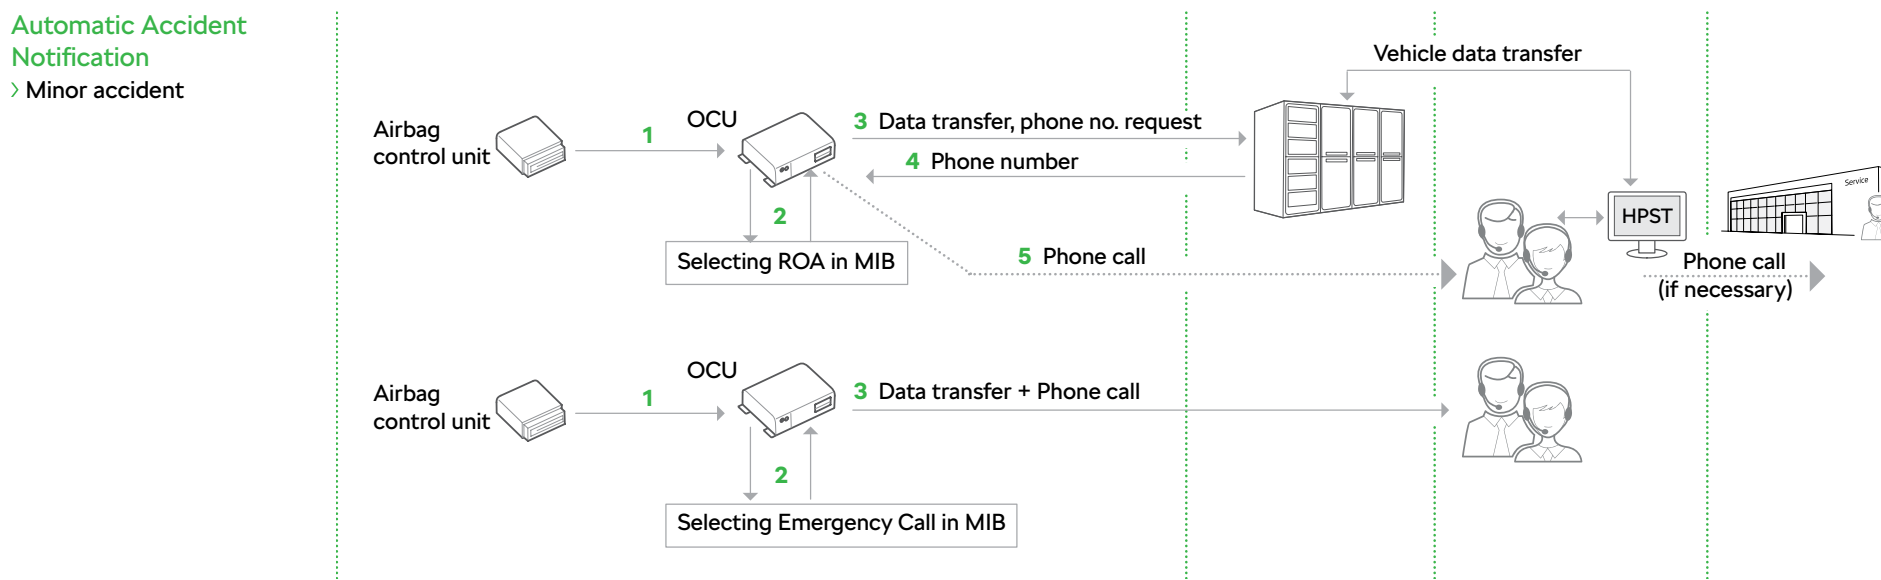 Automatic Accident
Notification
› Minor accident
Vehicle data transfer
Airbag
control unit
1
OCU
3 Data transfer, phone no. request
4 Phone number
2
Selecting ROA in MIB
5 Phone call
HPST
Service
Phone call
(if necessary)
Airbag
control unit
1
OCU
3 Data transfer + Phone call
2
Selecting Emergency Call in MIB